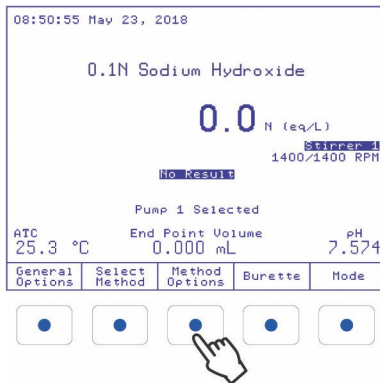 08:50:55 May 23, 2018
0.1N Sodium Hydroxide
0.0 N (eq/L)
Stirrer 1
1400/1400 RPM
No Result
Pump 1 Selected
ATC End Point Volume pH
25.3 °C 0.000 mL 7.574
General Options Select Method Method Options Burette Mode